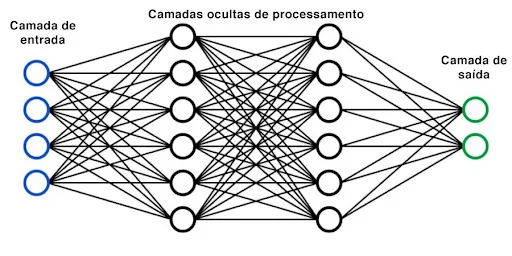 Camadas ocultas de processamento
Camada de
entrada
Camada de
saída